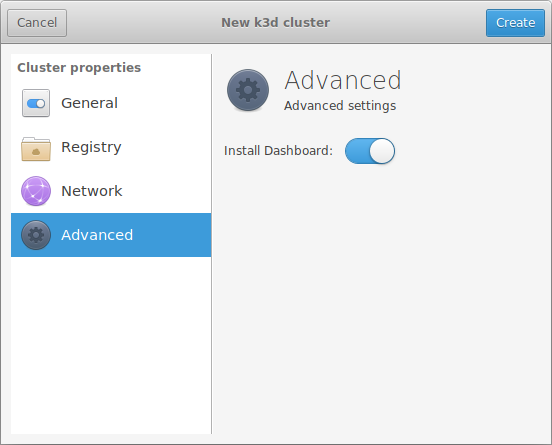 Cancel
New k3d cluster
Create
Cluster properties
General
Registry
Network
Advanced
Advanced
Advanced settings
Install Dashboard: